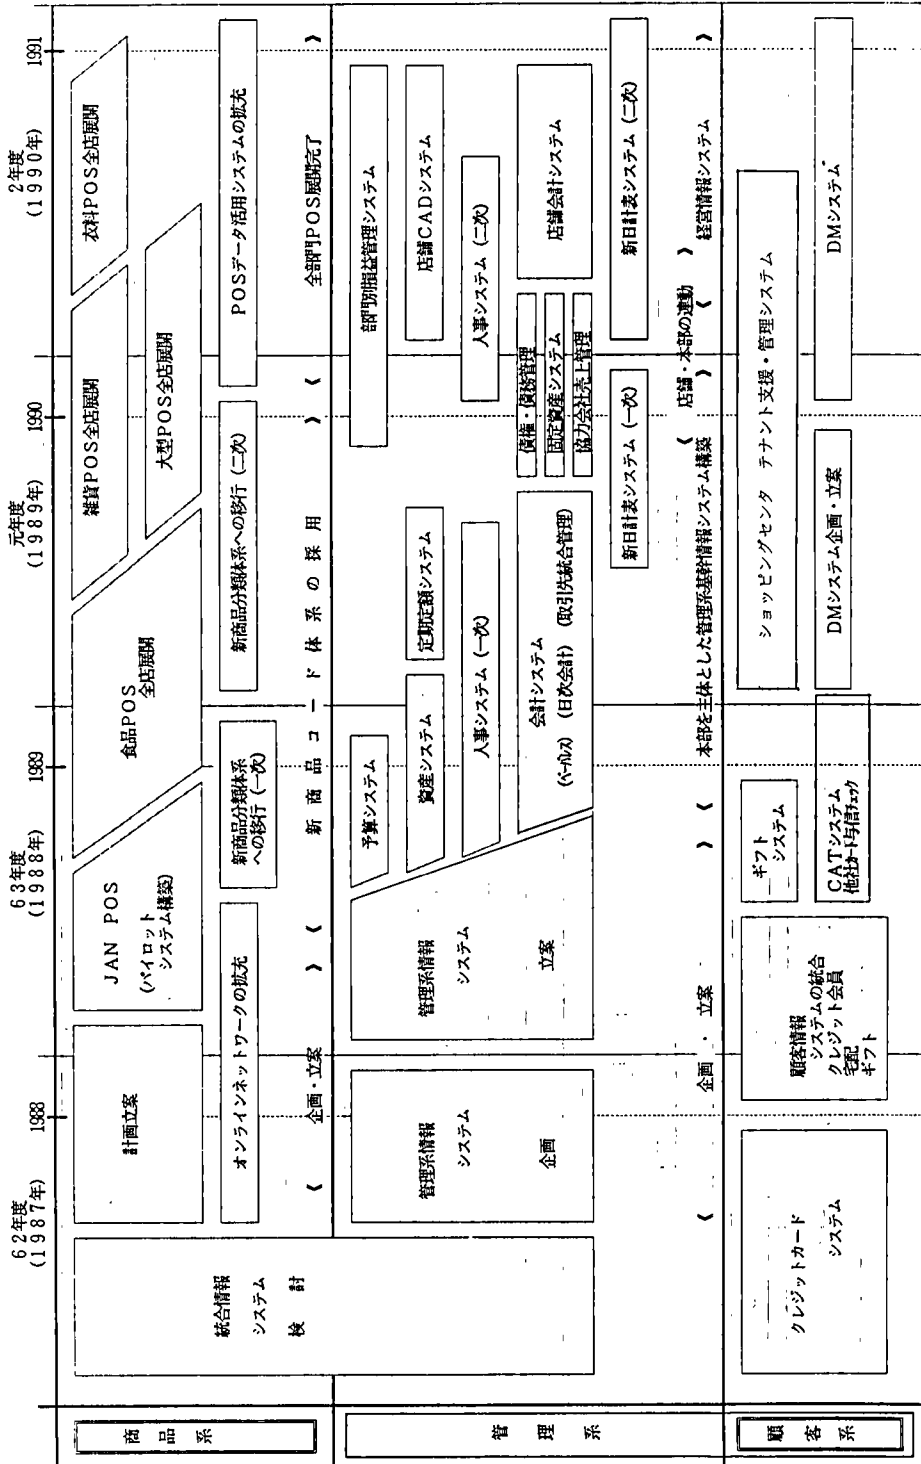 62年度
(1987年)
63年度
(1988年)
元年度
(1989年)
2年度
(1990年)
1988
1989
1990
1991
商品系
統合情報
システム
検討
計画立案
JAN POS
(パイロット
システム構築)
食品POS
全店展開
雑貨POS全店展開
衣料POS全店展開
大型POS全店展開
オンラインネットワークの拡充
新商品分類体系
への移行(一次)
新商品分類体系への移行(二次)
POSデータ活用システムの拡充
《 企画・立案 》
《 新商品コード体系の採用 》
《 全部門POS展開完了 》
管理系
管理系情報
システム
企画
管理系情報
システム
立案
予算システム
部門別損益管理システム
資産システム
定期定額システム
店舗CADシステム
人事システム(一次)
人事システム(二次)
会計システム
(ペーパレス)(日次会計)(取引先統合管理)
債権・債務管理
固定資産システム
協力会社売上管理
店舗会計システム
新日計表システム(一次)
新日計表システム(二次)
《 店舗・本部の連動 》
《 企画・立案 》
《 本部を主体とした管理系基幹情報システム構築 》
《 経営情報システム 》
顧客系
クレジットカード
システム
顧客情報
システムの統合
クレジット会員
宅配
ギフト
ギフト
システム
ショッピングセンタ テナント支援・管理システム
CATシステム
他社カード与信チェック
DMシステム企画・立案
DMシステム